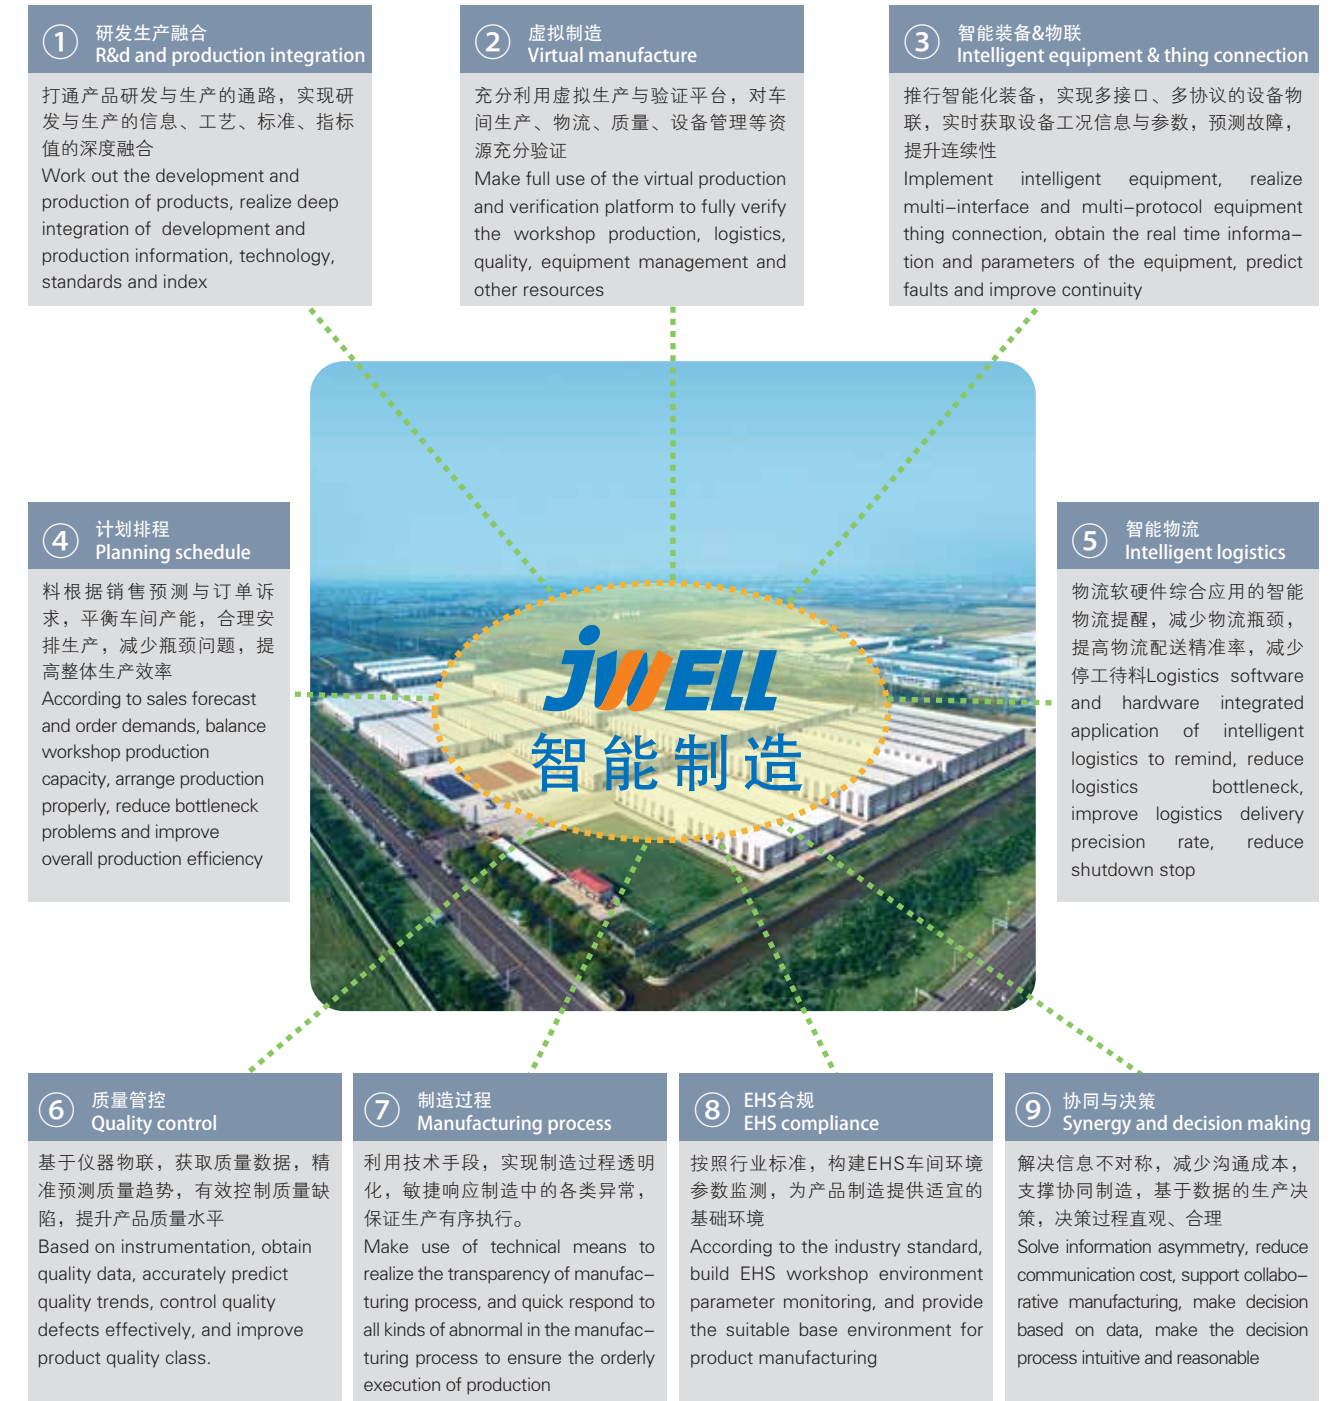 ① 研发生产融合
R&d and production integration
打通产品研发与生产的通路，实现研
发与生产的信息、工艺、标准、指标
值的深度融合
Work out the development and
production of products, realize deep
integration of development and
production information, technology,
standards and index
② 虚拟制造
Virtual manufacture
充分利用虚拟生产与验证平台，对车
间生产、物流、质量、设备管理等资
源充分验证
Make full use of the virtual production
and verification platform to fully verify
the workshop production, logistics,
quality, equipment management and
other resources
③ 智能装备&物联
Intelligent equipment & thing connection
推行智能化装备，实现多接口、多协议的设备物
联，实时获取设备工况信息与参数，预测故障，
提升连续性
Implement intelligent equipment, realize
multi-interface and multi-protocol equipment
thing connection, obtain the real time informa-
tion and parameters of the equipment, predict
faults and improve continuity
④ 计划排程
Planning schedule
料根据销售预测与订单诉
求，平衡车间产能，合理安
排生产，减少瓶颈问题，提
高整体生产效率
According to sales forecast
and order demands, balance
workshop production
capacity, arrange production
properly, reduce bottleneck
problems and improve
overall production efficiency
JWELL
智能制造
⑤ 智能物流
Intelligent logistics
物流软硬件综合应用的智能
物流提醒，减少物流瓶颈，
提高物流配送精准率，减少
停工待料Logistics software
and hardware integrated
application of intelligent
logistics to remind, reduce
logistics bottleneck,
improve logistics delivery
precision rate, reduce
shutdown stop
⑥ 质量管控
Quality control
基于仪器物联，获取质量数据，精
准预测质量趋势，有效控制质量缺
陷，提升产品质量水平
Based on instrumentation, obtain
quality data, accurately predict
quality trends, control quality
defects effectively, and improve
product quality class.
⑦ 制造过程
Manufacturing process
利用技术手段，实现制造过程透明
化，敏捷响应制造中的各类异常，
保证生产有序执行。
Make use of technical means to
realize the transparency of manufac-
turing process, and quick respond to
all kinds of abnormal in the manufac-
turing process to ensure the orderly
execution of production
⑧ EHS合规
EHS compliance
按照行业标准，构建EHS车间环境
参数监测，为产品制造提供适宜的
基础环境
According to the industry standard,
build EHS workshop environment
parameter monitoring, and provide
the suitable base environment for
product manufacturing
⑨ 协同与决策
Synergy and decision making
解决信息不对称，减少沟通成本，
支撑协同制造，基于数据的生产决
策，决策过程直观、合理
Solve information asymmetry, reduce
communication cost, support collabo-
rative manufacturing, make decision
based on data, make the decision
process intuitive and reasonable